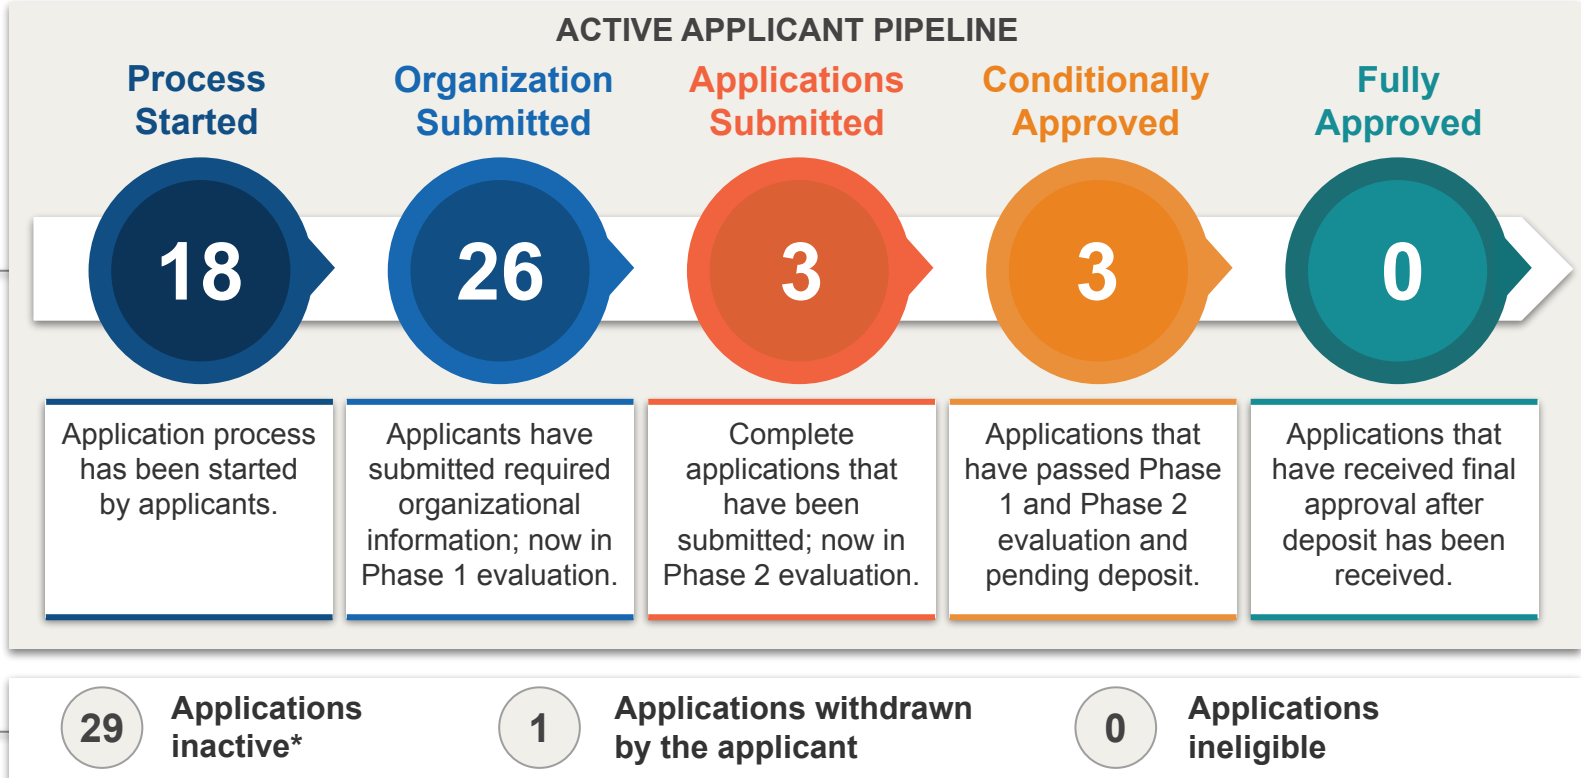 ACTIVE APPLICANT PIPELINE
Process
Started
Organization
Submitted
Applications
Submitted
Conditionally
Approved
Fully
Approved
18
26
3
3
0
Application process
has been started
by applicants.
Applicants have
submitted required
organizational
information; now in
Phase 1 evaluation.
Complete
applications that
have been
submitted; now in
Phase 2 evaluation.
Applications that
have passed Phase
1 and Phase 2
evaluation and
pending deposit.
Applications that
have received final
approval after
deposit has been
received.
29
Applications
inactive*
1
Applications withdrawn
by the applicant
0
Applications
ineligible